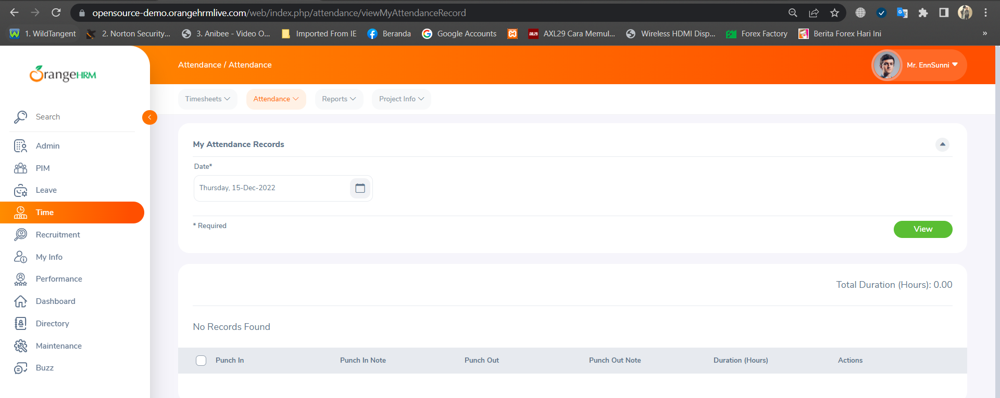 opensource-demo.orangehrmlive.com/web/index.php/attendance/viewMyAttendanceRecord
1. WildTangent 2. Norton Security... 3. Anibee - Video O... Imported From IE Beranda Google Accounts AXL29 Cara Memul... Wireless HDMI Disp... Forex Factory Berita Forex Hari Ini »
OrangeHRM
Attendance / Attendance
Mr. EnnSunni
Timesheets Attendance Reports Project Info
Search
Admin
PIM
Leave
Time
Recruitment
My Info
Performance
Dashboard
Directory
Maintenance
Buzz
My Attendance Records
Date*
Thursday, 15-Dec-2022
* Required
View
Total Duration (Hours): 0.00
No Records Found
Punch In Punch In Note Punch Out Punch Out Note Duration (Hours) Actions